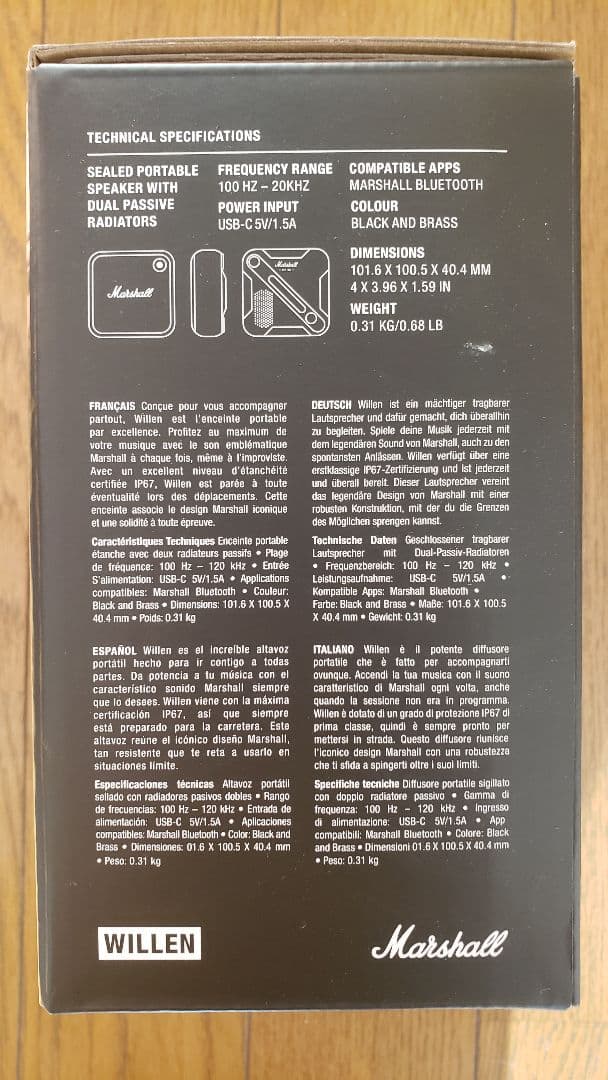 TECHNICAL SPECIFICATIONS
SEALED PORTABLE
SPEAKER WITH
DUAL PASSIVE
RADIATORS
FREQUENCY RANGE
100 HZ – 20KHZ
POWER INPUT
USB-C 5V/1.5A
COMPATIBLE APPS
MARSHALL BLUETOOTH
COLOUR
BLACK AND BRASS
DIMENSIONS
101.6 X 100.5 X 40.4 MM
4 X 3.96 X 1.59 IN
WEIGHT
0.31 KG/0.68 LB
Marshall
Marshall
FRANÇAIS Conçue pour vous accompagner
partout, Willen est l'enceinte portable
par excellence. Profitez au maximum de
votre musique avec le son emblématique
Marshall à chaque fois, même à l'improviste.
Avec un excellent niveau d'étanchéité
certifiée IP67, Willen est parée à toute
éventualité lors des déplacements. Cette
enceinte associe le design Marshall iconique
et une solidité à toute épreuve.
Caractéristiques Techniques Enceinte portable
étanche avec deux radiateurs passifs • Plage
de fréquence: 100 Hz – 120 kHz • Entrée
S'alimentation: USB-C 5V/1.5A • Applications
compatibles: Marshall Bluetooth • Couleur:
Black and Brass • Dimensions: 101.6 X 100.5 X
40.4 mm • Poids: 0.31 kg
DEUTSCH Willen ist ein mächtiger tragbarer
Lautsprecher und dafür gemacht, dich überallhin
zu begleiten. Spiele deine Musik jederzeit mit
dem legendären Sound von Marshall, auch zu den
spontansten Anlässen. Willen verfügt über eine
erstklassige IP67-Zertifizierung und ist jederzeit
und überall bereit. Dieser Lautsprecher vereint
das legendäre Design von Marshall mit einer
robusten Konstruktion, mit der du die Grenzen
des Möglichen sprengen kannst.
Technische Daten Geschlossener tragbarer
Lautsprecher mit Dual-Passiv-Radiatoren
• Frequenzbereich: 100 Hz – 120 kHz •
Leistungsaufnahme: USB-C 5V/1.5A •
Kompatible Apps: Marshall Bluetooth •
Farbe: Black and Brass • Maße: 101.6 X 100.5
X 40.4 mm • Gewicht: 0.31 kg
ESPAÑOL Willen es el increíble altavoz
portátil hecho para ir contigo a todas
partes. Da potencia a tu música con el
característico sonido Marshall siempre
que lo desees. Willen viene con la máxima
certificación IP67, así que siempre
está preparado para la carretera. Este
altavoz reúne el icónico diseño Marshall,
tan resistente que te reta a usarlo en
situaciones límite.
Especificaciones técnicas Altavoz portátil
sellado con radiadores pasivos dobles • Rango
de frecuencias: 100 Hz – 120 kHz • Entrada de
alimentación: USB-C 5V/1.5A • Aplicaciones
compatibles: Marshall Bluetooth • Color: Black and
Brass • Dimensiones: 01.6 X 100.5 X 40.4 mm
• Peso: 0.31 kg
ITALIANO Willen è il potente diffusore
portatile che è fatto per accompagnarti
ovunque. Accendi la tua musica con il suono
caratteristico di Marshall ogni volta, anche
quando la sessione non era in programma.
Willen è dotato di un grado di protezione IP67 di
prima classe, quindi è sempre pronto per
mettersi in strada. Questo diffusore riunisce
l'iconico design Marshall con una robustezza
che ti sfida a spingerti oltre i suoi limiti.
Specifiche tecniche Diffusore portatile sigillato
con doppio radiatore passivo • Gamma di
frequenza: 100 Hz – 120 kHz • Ingresso
di alimentazione: USB-C 5V/1.5A • App
compatibili: Marshall Bluetooth • Colore: Black
and Brass • Dimensioni 01.6 X 100.5 X 40.4 mm
• Peso: 0.31 kg
WILLEN
Marshall